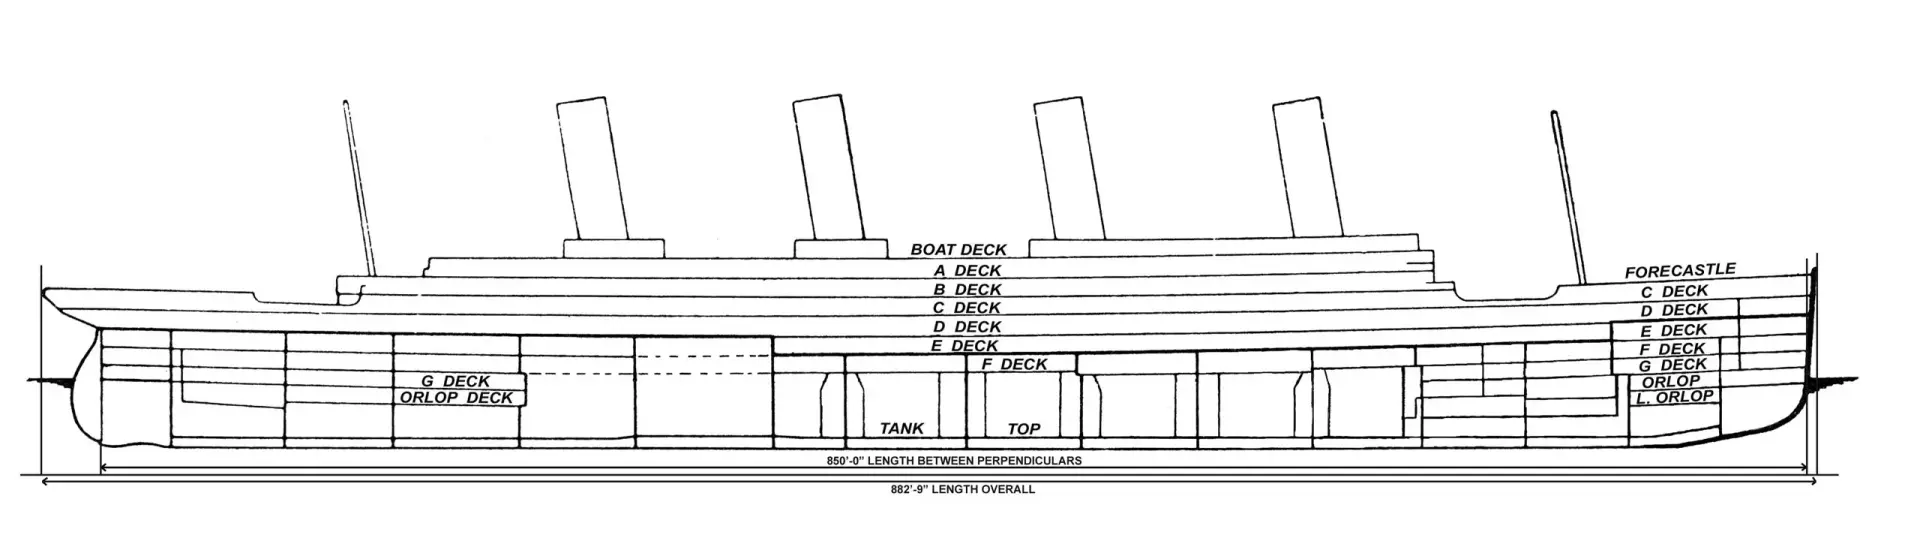 BOAT DECK
A DECK
B DECK
C DECK
D DECK
E DECK
F DECK
FORECASTLE
C DECK
D DECK
E DECK
F DECK
G DECK
ORLOP
L. ORLOP
G DECK
ORLOP DECK
TANK TOP
850'-0" LENGTH BETWEEN PERPENDICULARS
882'-9" LENGTH OVERALL